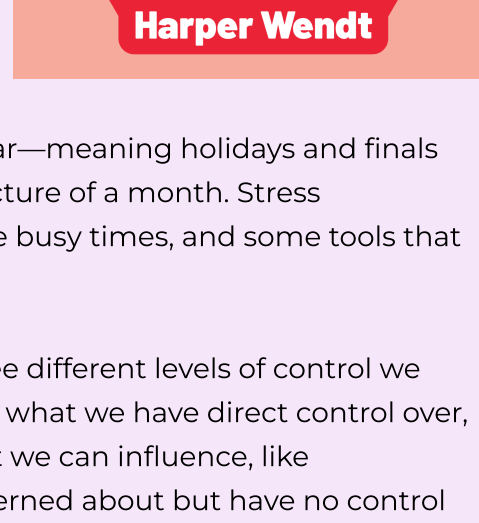 Harper Wendt
ar—meaning holidays and finals
cture of a month. Stress
e busy times, and some tools that
ee different levels of control we
what we have direct control over,
t we can influence, like
erned about but have no control